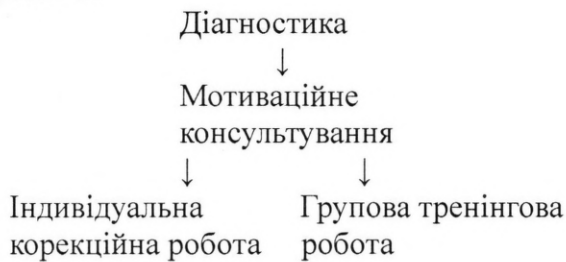 Діагностика
↓
Мотиваційне
консультування
↓ ↓
Індивідуальна Групова тренінгова
корекційна робота робота